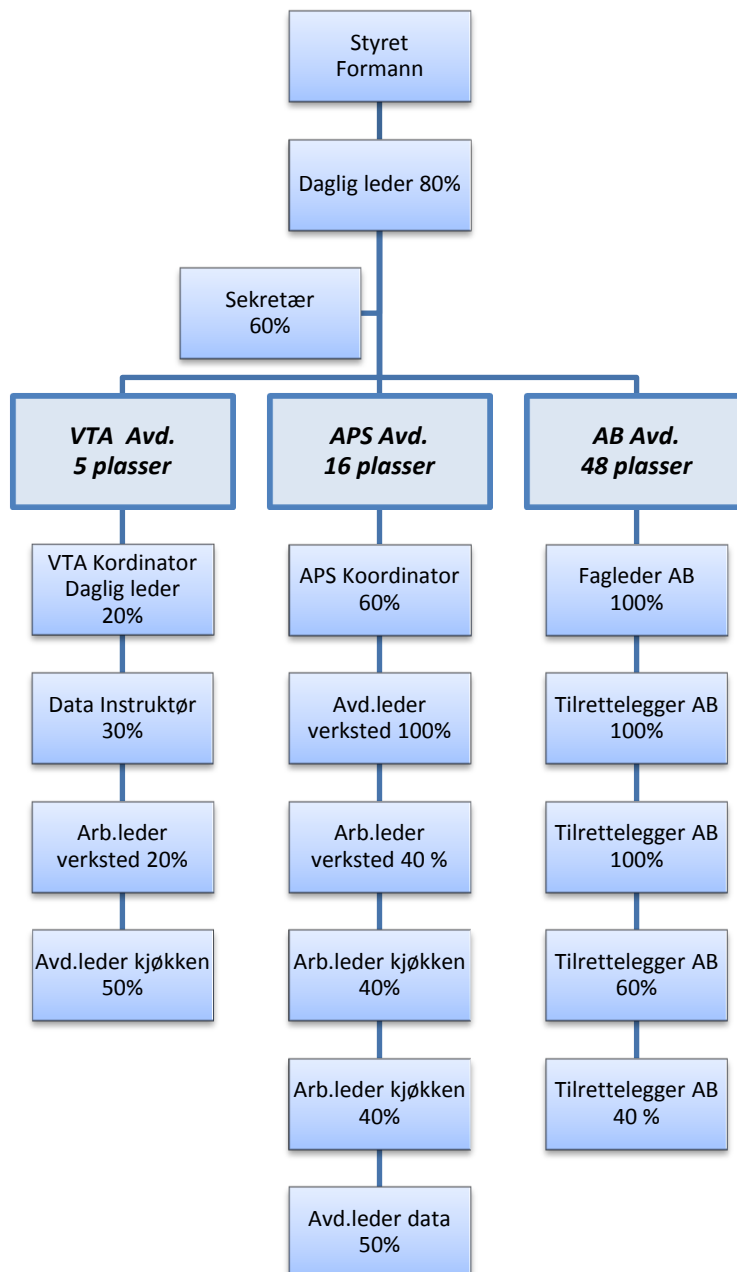 Styret
Formann
Daglig leder 80%
Sekretær
60%
VTA  Avd.
5 plasser
APS Avd.
16 plasser
AB Avd.
48 plasser
VTA Kordinator
Daglig leder
20%
Data Instruktør
30%
Arb.leder
verksted 20%
Avd.leder kjøkken
50%
APS Koordinator
60%
Avd.leder
verksted 100%
Arb.leder
verksted 40 %
Arb.leder kjøkken
40%
Arb.leder kjøkken
40%
Avd.leder data
50%
Fagleder AB
100%
Tilrettelegger AB
100%
Tilrettelegger AB
100%
Tilrettelegger AB
60%
Tilrettelegger AB
40 %